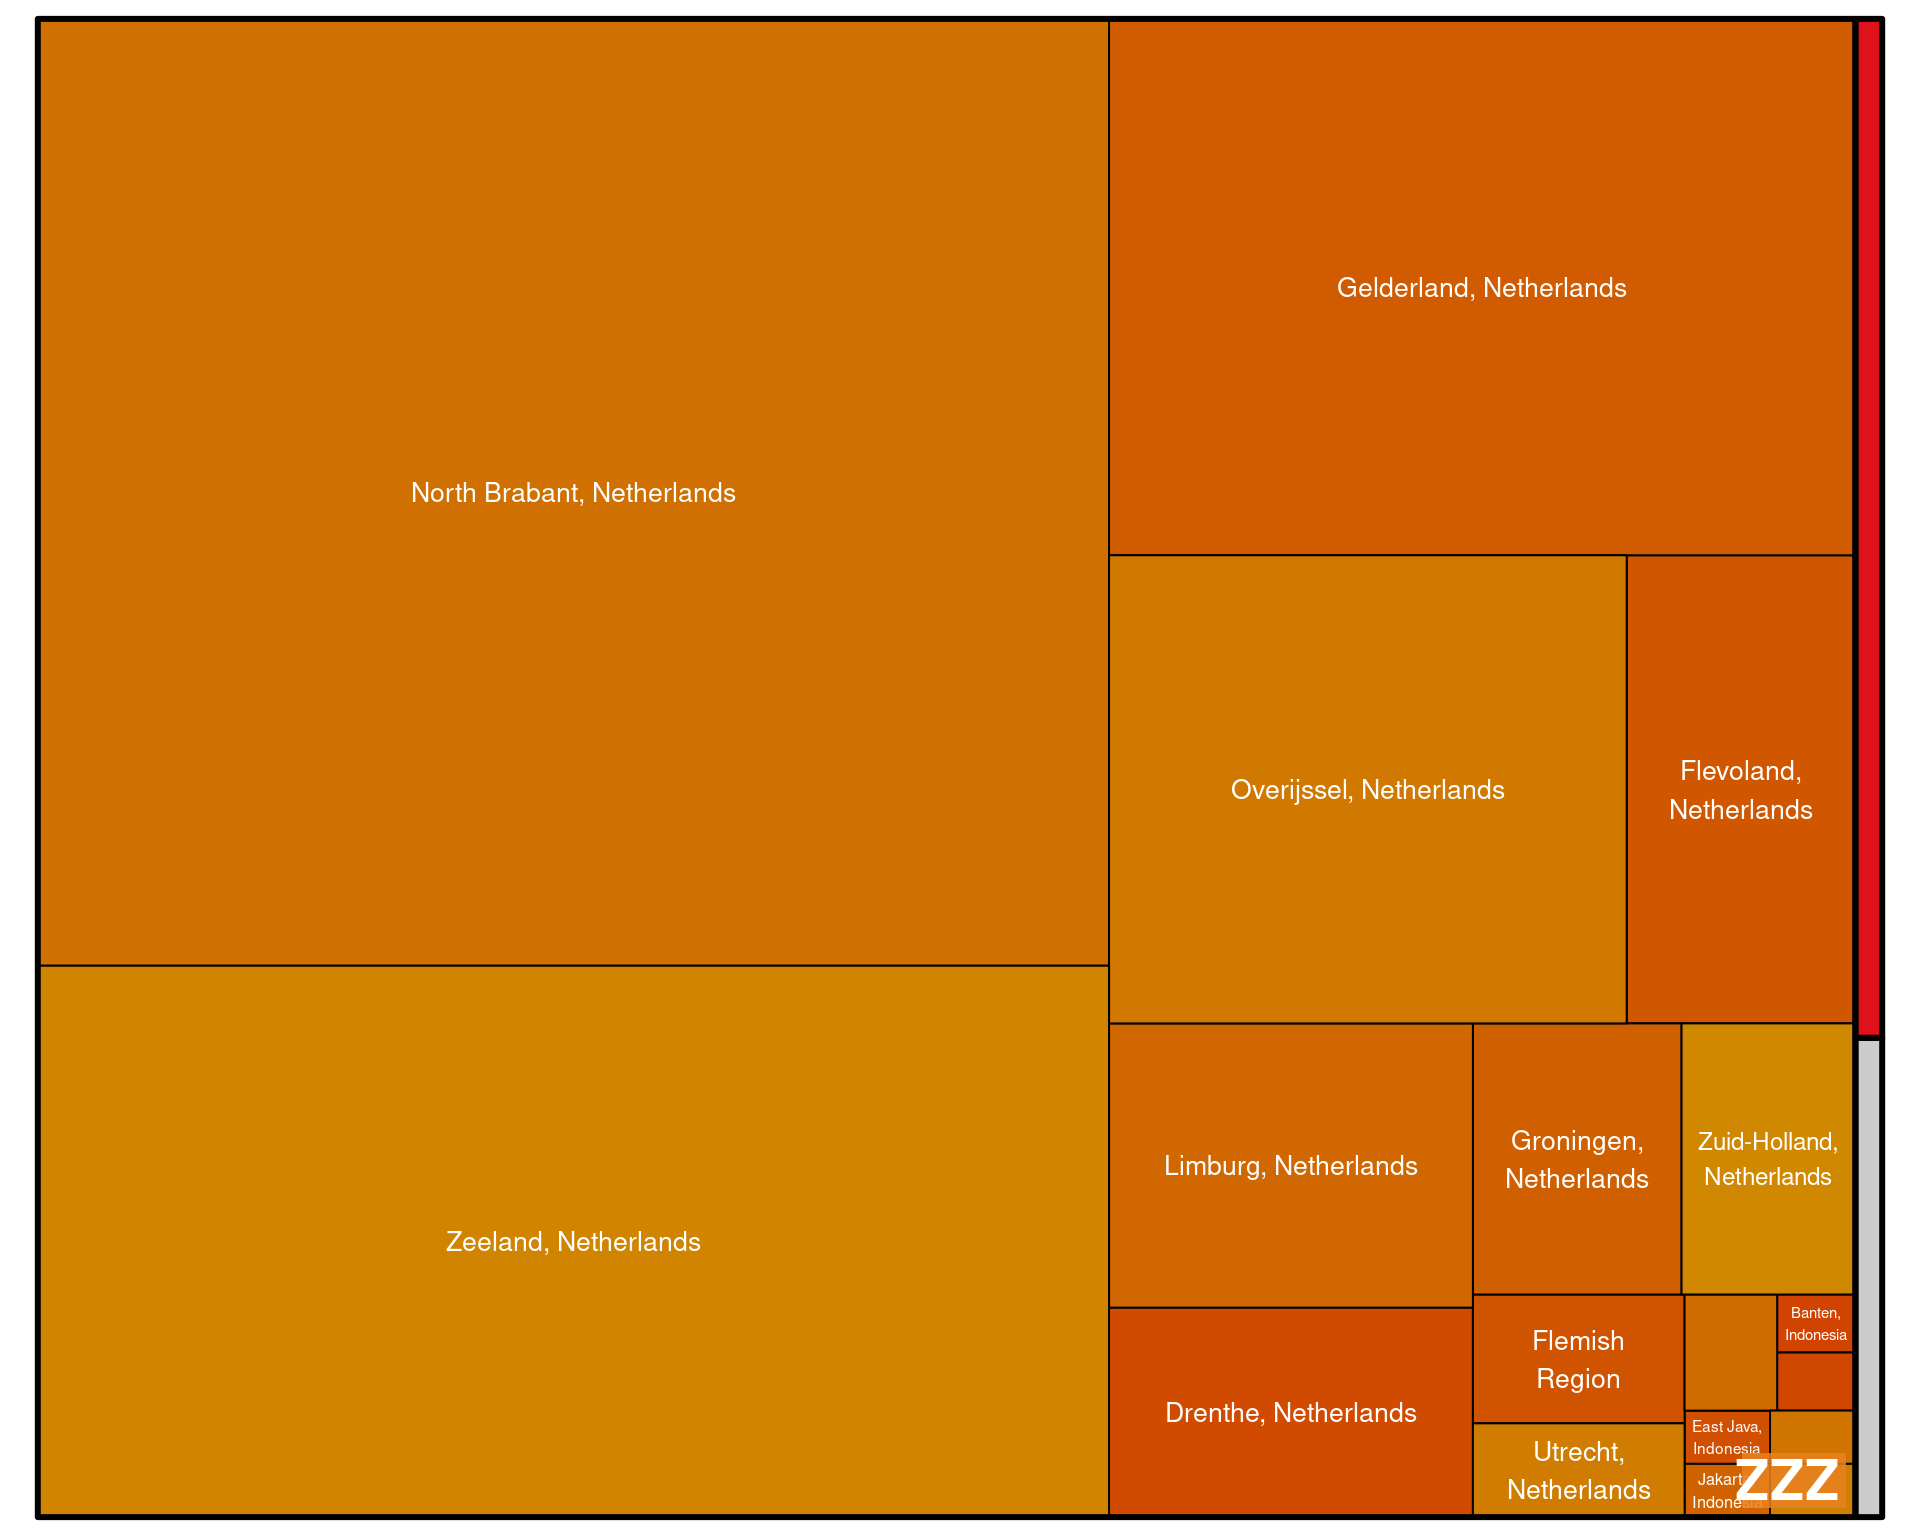 North Brabant, Netherlands
Gelderland, Netherlands
Overijssel, Netherlands
Flevoland,
Netherlands
Zeeland, Netherlands
Limburg, Netherlands
Groningen,
Netherlands
Zuid-Holland,
Netherlands
Drenthe, Netherlands
Flemish
Region
Utrecht,
Netherlands
Banten,
Indonesia
East Java,
Indonesia
ZZZ